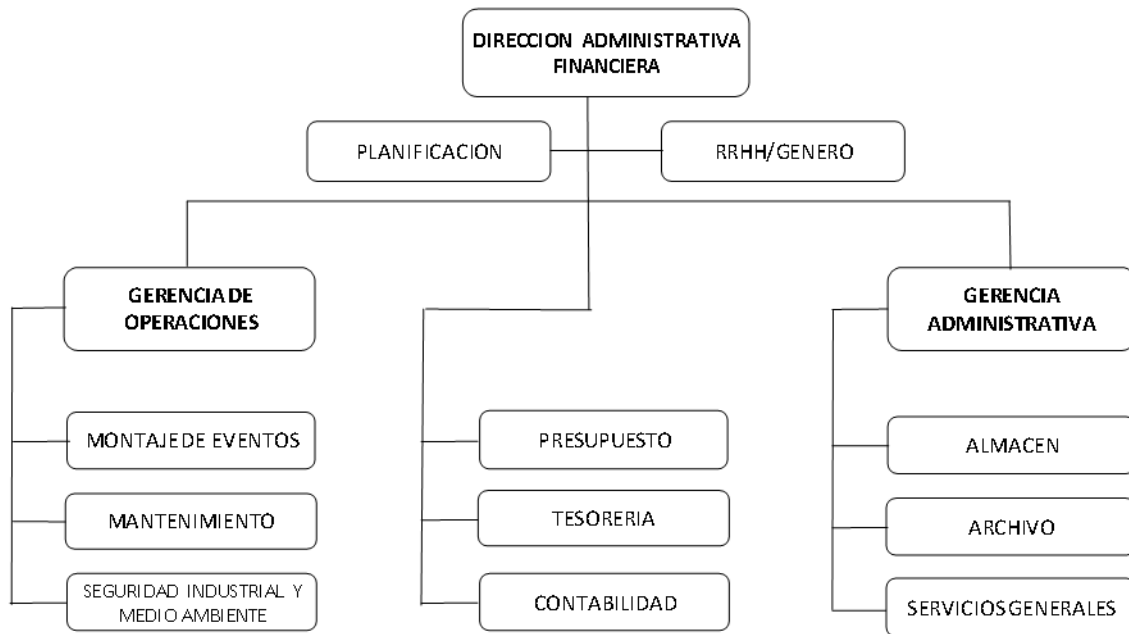 DIRECCION ADMINISTRATIVA
FINANCIERA
PLANIFICACION
RRHH/GENERO
GERENCIA DE
OPERACIONES
GERENCIA
ADMINISTRATIVA
MONTAJE DE EVENTOS
PRESUPUESTO
ALMACEN
MANTENIMIENTO
TESORERIA
ARCHIVO
SEGURIDAD INDUSTRIAL Y
MEDIO AMBIENTE
CONTABILIDAD
SERVICIOS GENERALES